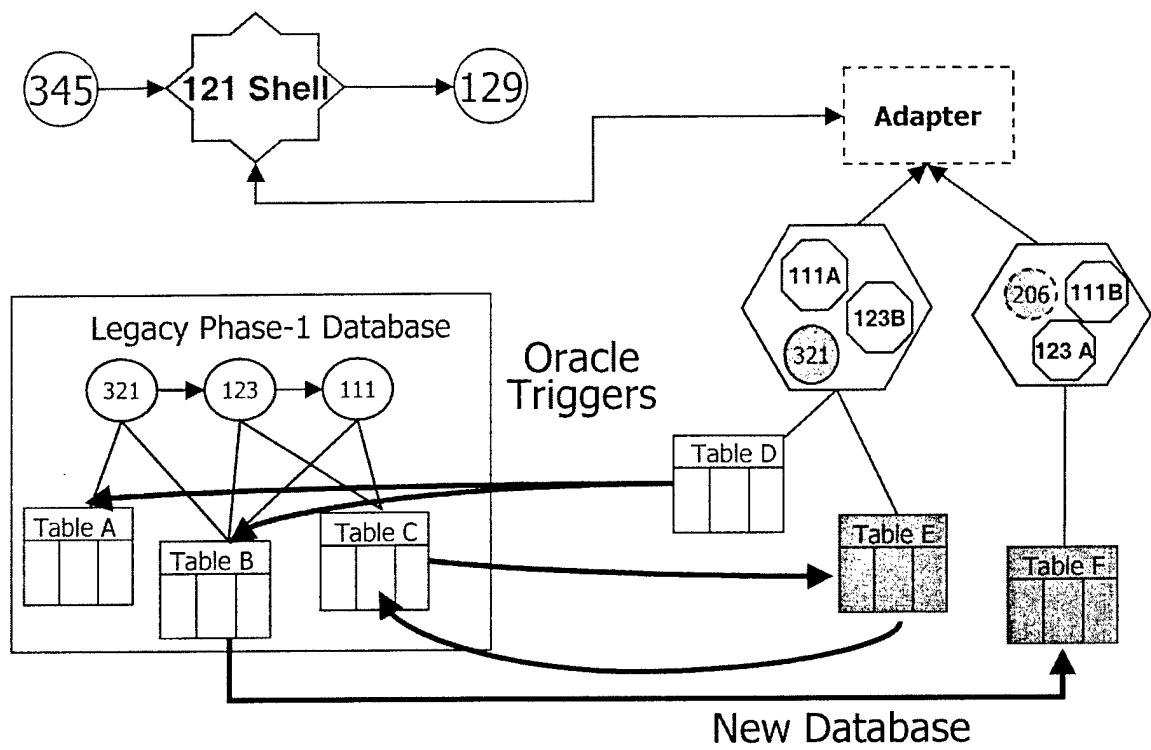 345
121 Shell
129
Adapter
111A
123B
321
206
111B
123 A
Legacy Phase-1 Database
321
123
111
Oracle
Triggers
Table D
Table A
Table B
Table C
Table E
Table F
New Database